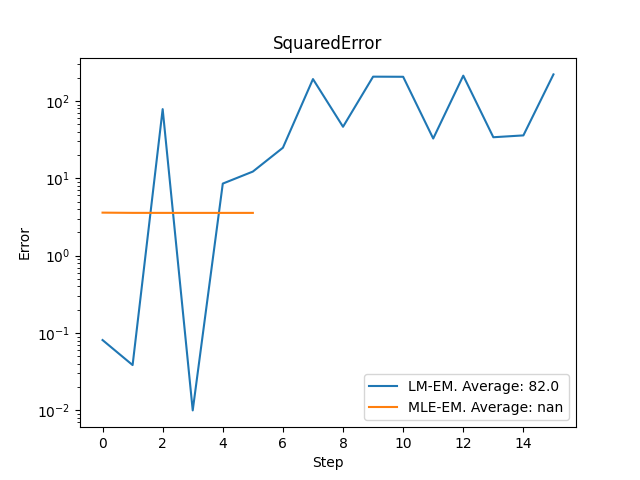 SquaredError
Error
10²
10¹
10⁰
10⁻¹
10⁻²
LM-EM. Average: 82.0
MLE-EM. Average: nan
0 2 4 6 8 10 12 14
Step